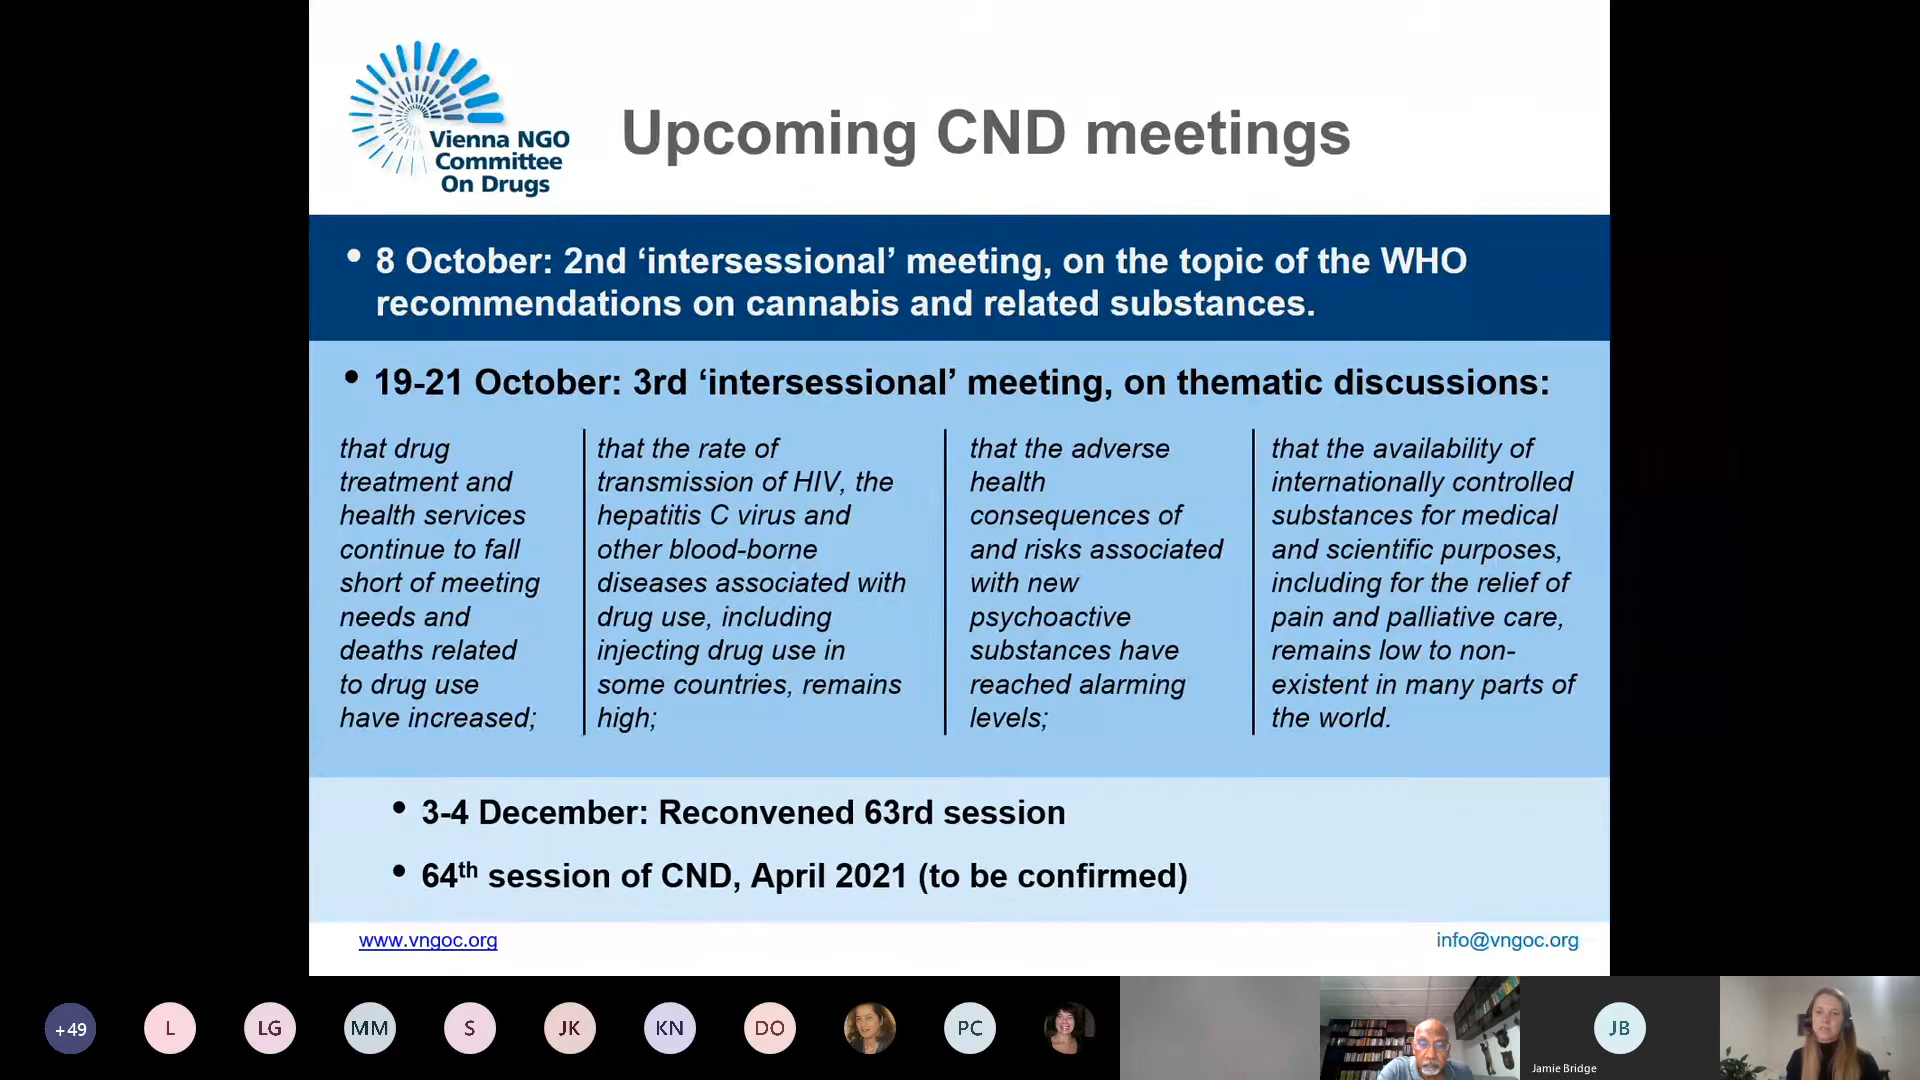 Vienna NGO
Committee
On Drugs
Upcoming CND meetings
• 8 October: 2nd ‘intersessional’ meeting, on the topic of the WHO
recommendations on cannabis and related substances.
• 19-21 October: 3rd ‘intersessional’ meeting, on thematic discussions:
that drug
treatment and
health services
continue to fall
short of meeting
needs and
deaths related
to drug use
have increased;
that the rate of
transmission of HIV, the
hepatitis C virus and
other blood-borne
diseases associated with
drug use, including
injecting drug use in
some countries, remains
high;
that the adverse
health
consequences of
and risks associated
with new
psychoactive
substances have
reached alarming
levels;
that the availability of
internationally controlled
substances for medical
and scientific purposes,
including for the relief of
pain and palliative care,
remains low to non-
existent in many parts of
the world.
• 3-4 December: Reconvened 63rd session
• 64th session of CND, April 2021 (to be confirmed)
www.vngoc.org
info@vngoc.org
+49
L
LG
MM
S
JK
KN
DO
PC
JB
Jamie Bridge